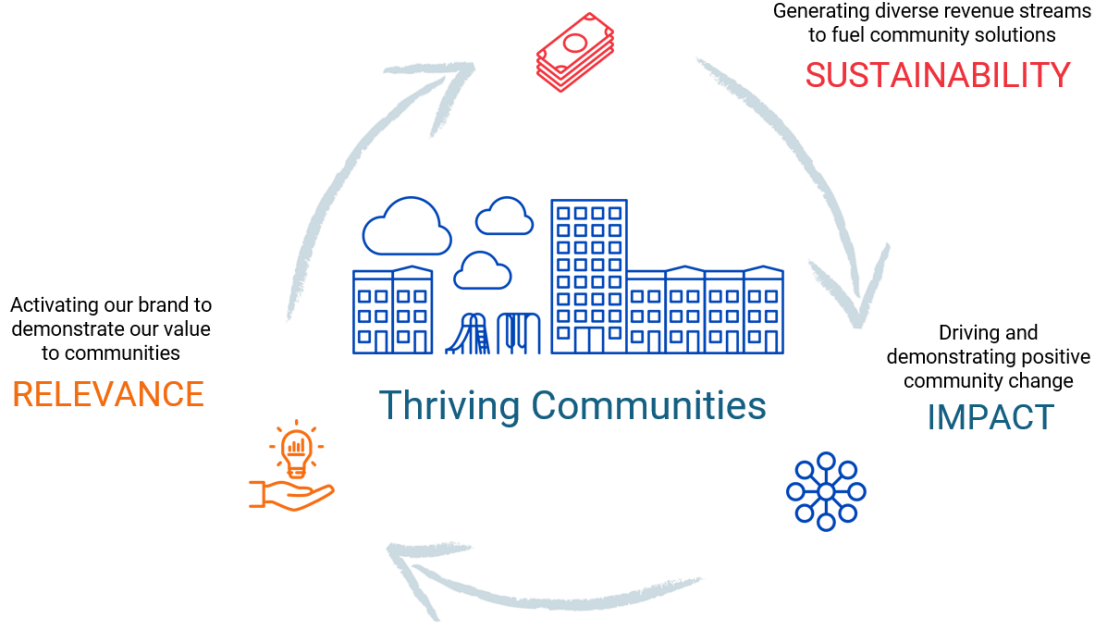 Generating diverse revenue streams
to fuel community solutions
SUSTAINABILITY
Activating our brand to
demonstrate our value
to communities
RELEVANCE
Driving and
demonstrating positive
community change
IMPACT
Thriving Communities